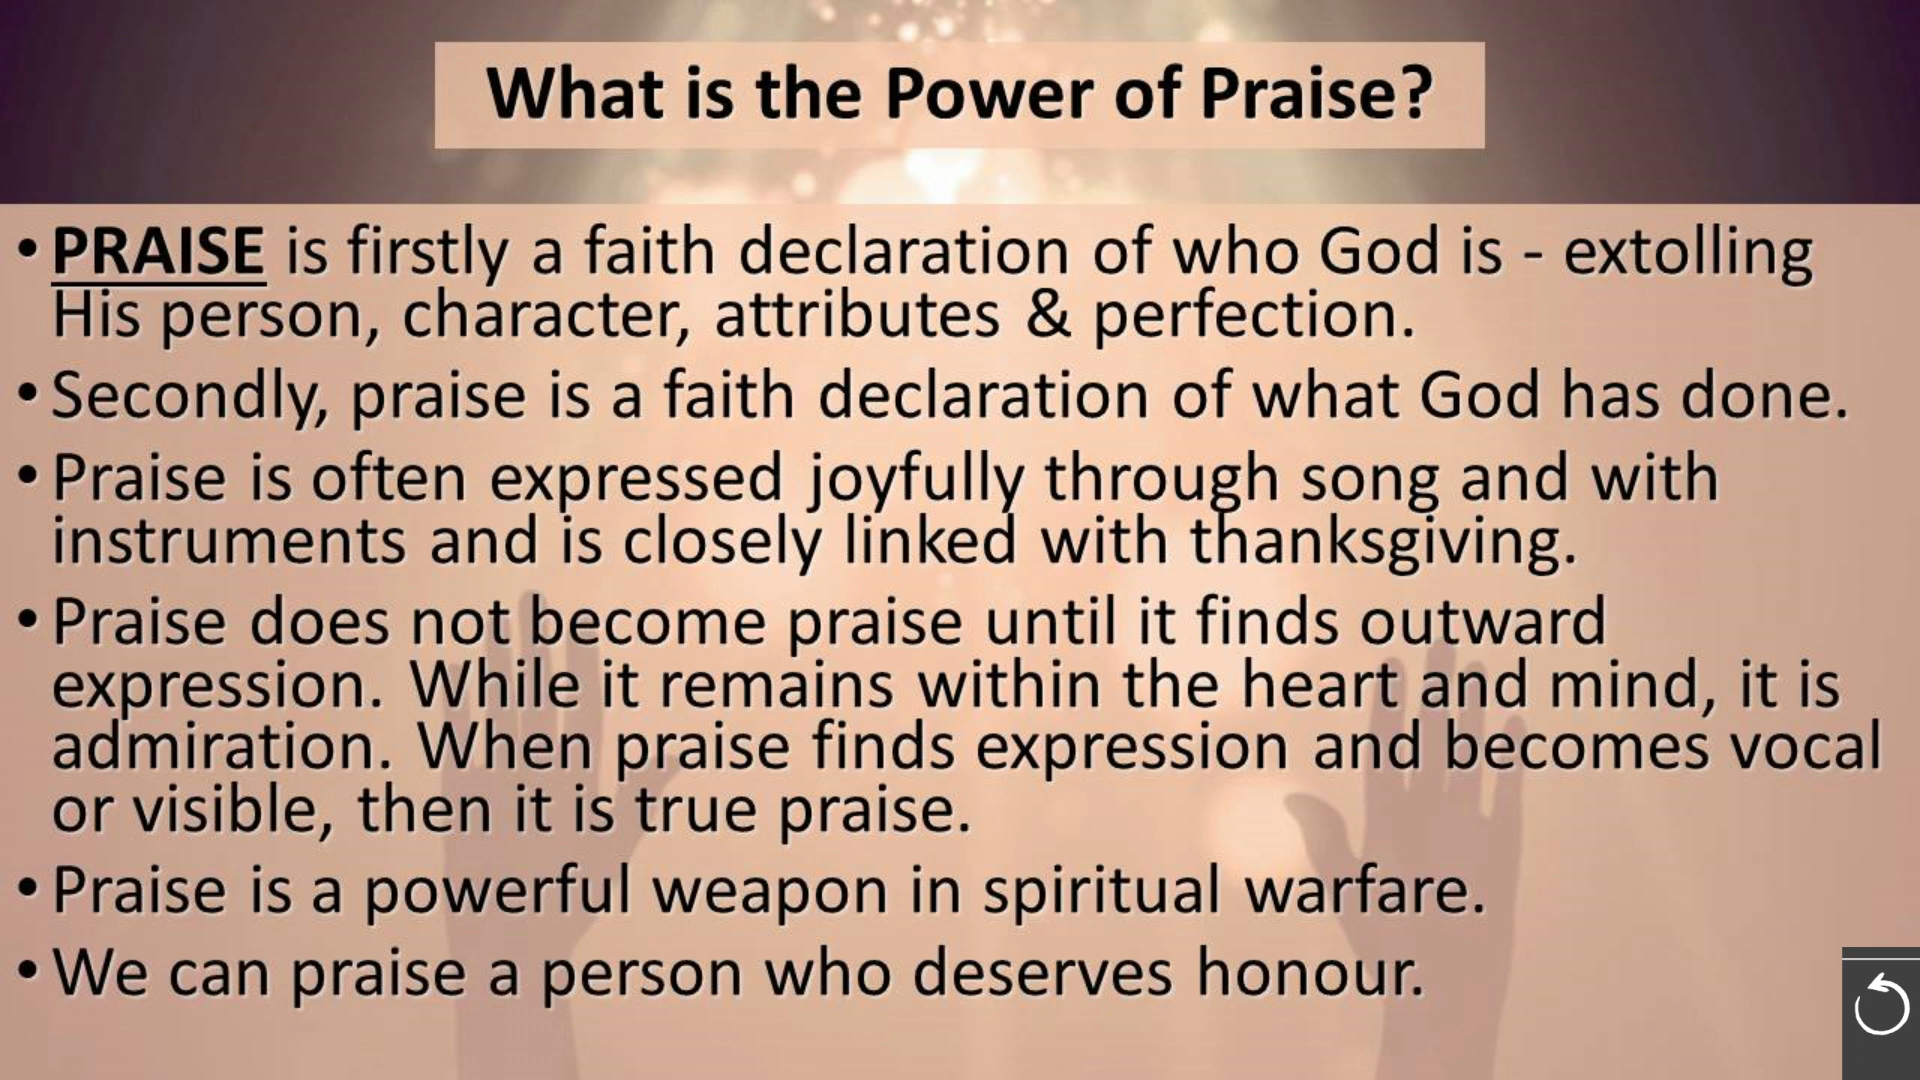 What is the Power of Praise?
• PRAISE is firstly a faith declaration of who God is - extolling
His person, character, attributes & perfection.
• Secondly, praise is a faith declaration of what God has done.
• Praise is often expressed joyfully through song and with
instruments and is closely linked with thanksgiving.
• Praise does not become praise until it finds outward
expression. While it remains within the heart and mind, it is
admiration. When praise finds expression and becomes vocal
or visible, then it is true praise.
• Praise is a powerful weapon in spiritual warfare.
• We can praise a person who deserves honour.